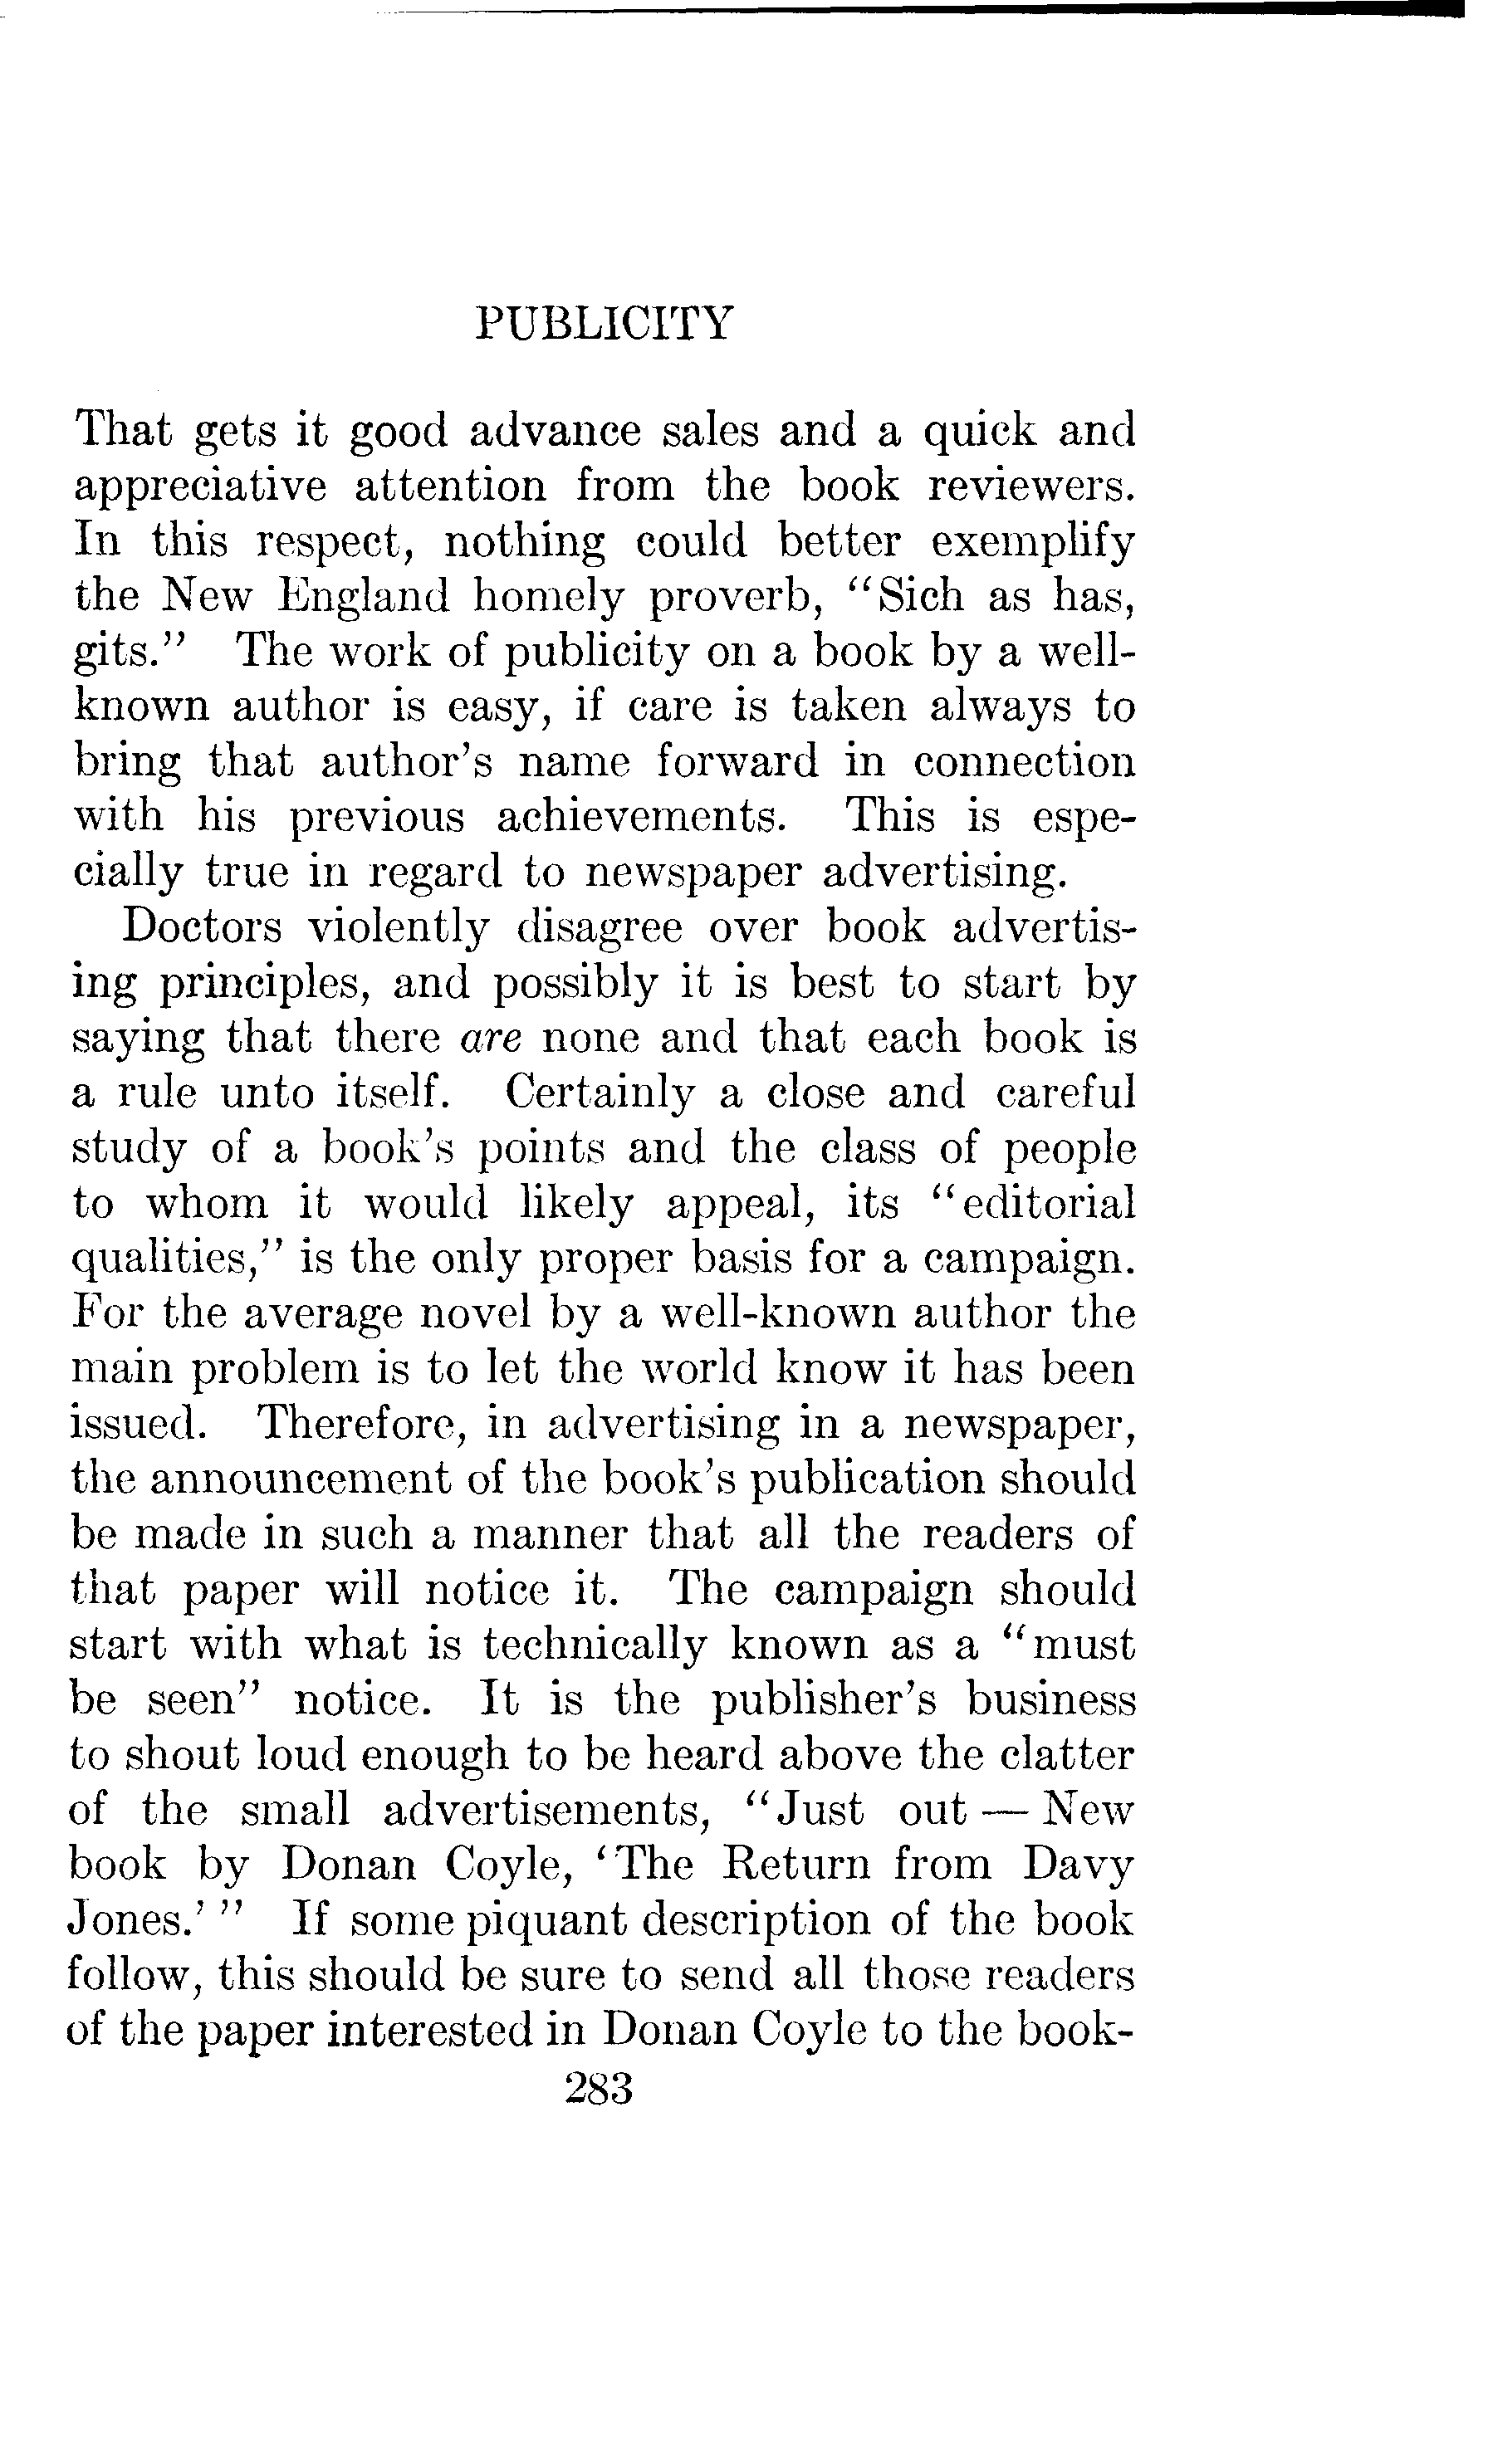 PUBLICITY
That gets it good advance sales and a quick and
appreciative attention from the book reviewers.
In this respect, nothing could better exemplify
the New England homely proverb, “Sich as has,
gits.” The work of publicity on a book by a well-
known author is easy, if care is taken always to
bring that author's name forward in connection
with his previous achievements. This is espe-
cially true in regard to newspaper advertising.
Doctors violently disagree over book advertis-
ing principles, and possibly it is best to start by
saying that there are none and that each book is
a rule unto itself. Certainly a close and careful
study of a book's points and the class of people
to whom it would likely appeal, its “editorial
qualities,” is the only proper basis for a campaign.
For the average novel by a well-known author the
main problem is to let the world know it has been
issued. Therefore, in advertising in a newspaper,
the announcement of the book's publication should
be made in such a manner that all the readers of
that paper will notice it. The campaign should
start with what is technically known as a “must
be seen” notice. It is the publisher's business
to shout loud enough to be heard above the clatter
of the small advertisements, “Just out — New
book by Donan Coyle, ‘The Return from Davy
Jones.’ ” If some piquant description of the book
follow, this should be sure to send all those readers
of the paper interested in Donan Coyle to the book-
283